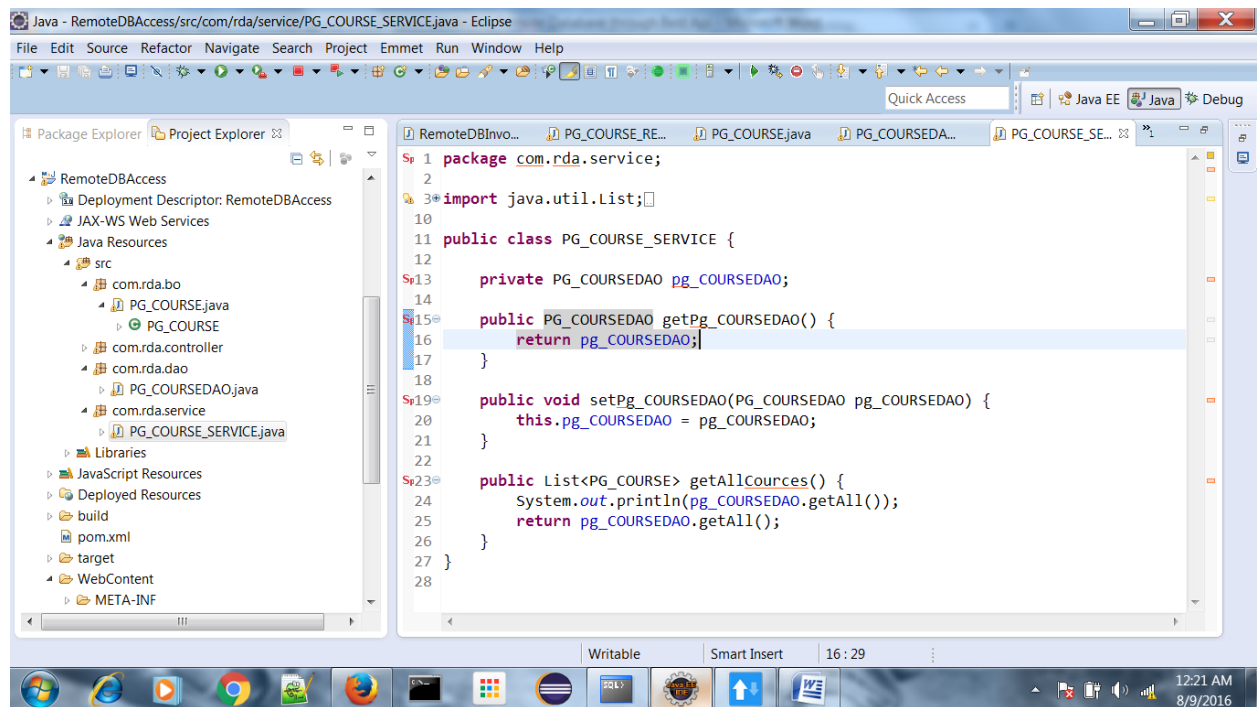 Java - RemoteDBAccess/src/com/rda/service/PG_COURSE_SERVICE.java - Eclipse
File Edit Source Refactor Navigate Search Project Emmet Run Window Help
Quick Access
Java EE Java Debug
Package Explorer Project Explorer
RemoteDBInvo... PG_COURSE_RE... PG_COURSE.java PG_COURSEDA... PG_COURSE_SE... »1
RemoteDBAccess
Deployment Descriptor: RemoteDBAccess
JAX-WS Web Services
Java Resources
src
com.rda.bo
PG_COURSE.java
PG_COURSE
com.rda.controller
com.rda.dao
PG_COURSEDAO.java
com.rda.service
PG_COURSE_SERVICE.java
Libraries
JavaScript Resources
Deployed Resources
build
pom.xml
target
WebContent
META-INF
1 package com.rda.service;
2
3 import java.util.List;
10
11 public class PG_COURSE_SERVICE {
12
13 private PG_COURSEDAO pg_COURSEDAO;
14
15 public PG_COURSEDAO getPg_COURSEDAO() {
16 return pg_COURSEDAO;
17 }
18
19 public void setPg_COURSEDAO(PG_COURSEDAO pg_COURSEDAO) {
20 this.pg_COURSEDAO = pg_COURSEDAO;
21 }
22
23 public List<PG_COURSE> getAllCources() {
24 System.out.println(pg_COURSEDAO.getAll());
25 return pg_COURSEDAO.getAll();
26 }
27 }
28
Writable Smart Insert 16 : 29
SQL>
Java EE IDE
12:21 AM
8/9/2016